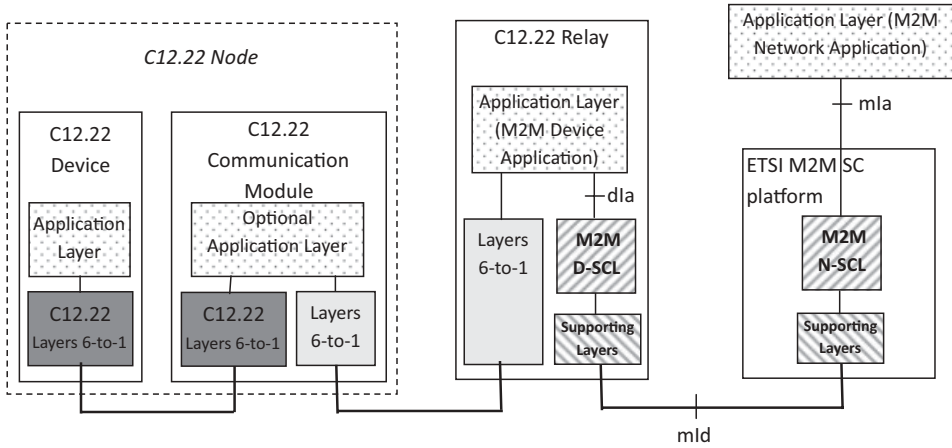 C12.22 Node
C12.22
Device
Application
Layer
C12.22
Layers 6-to-1
C12.22
Communication
Module
Optional
Application Layer
C12.22
Layers 6-to-1
Layers
6-to-1
C12.22 Relay
Application Layer
(M2M Device
Application)
dIa
Layers
6-to-1
M2M
D-SCL
Supporting
Layers
mId
Application Layer (M2M
Network Application)
mIa
ETSI M2M SC
platform
M2M
N-SCL
Supporting
Layers